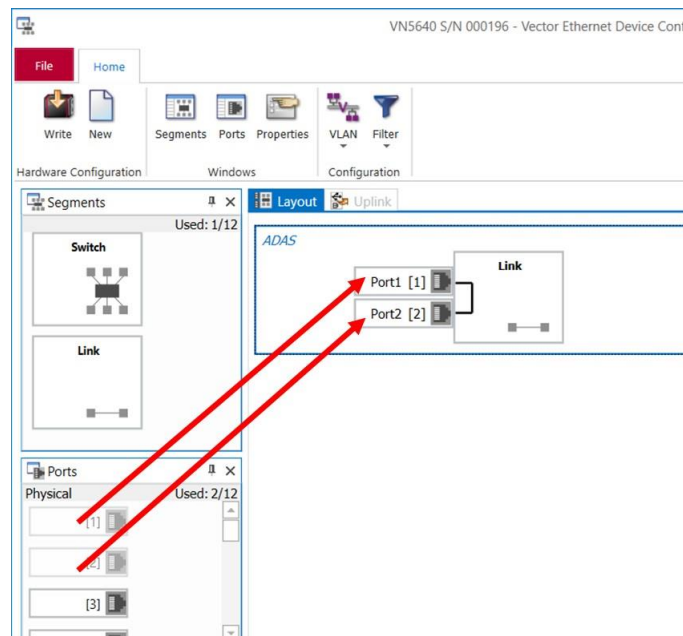 VN5640 S/N 000196 - Vector Ethernet Device Conf
File
Home
Write
New
Segments
Ports
Properties
VLAN
Filter
Hardware Configuration
Windows
Configuration
Segments
Used: 1/12
Switch
Link
Layout
Uplink
ADAS
Port1 [1]
Port2 [2]
Link
Ports
Physical
Used: 2/12
[1]
[2]
[3]